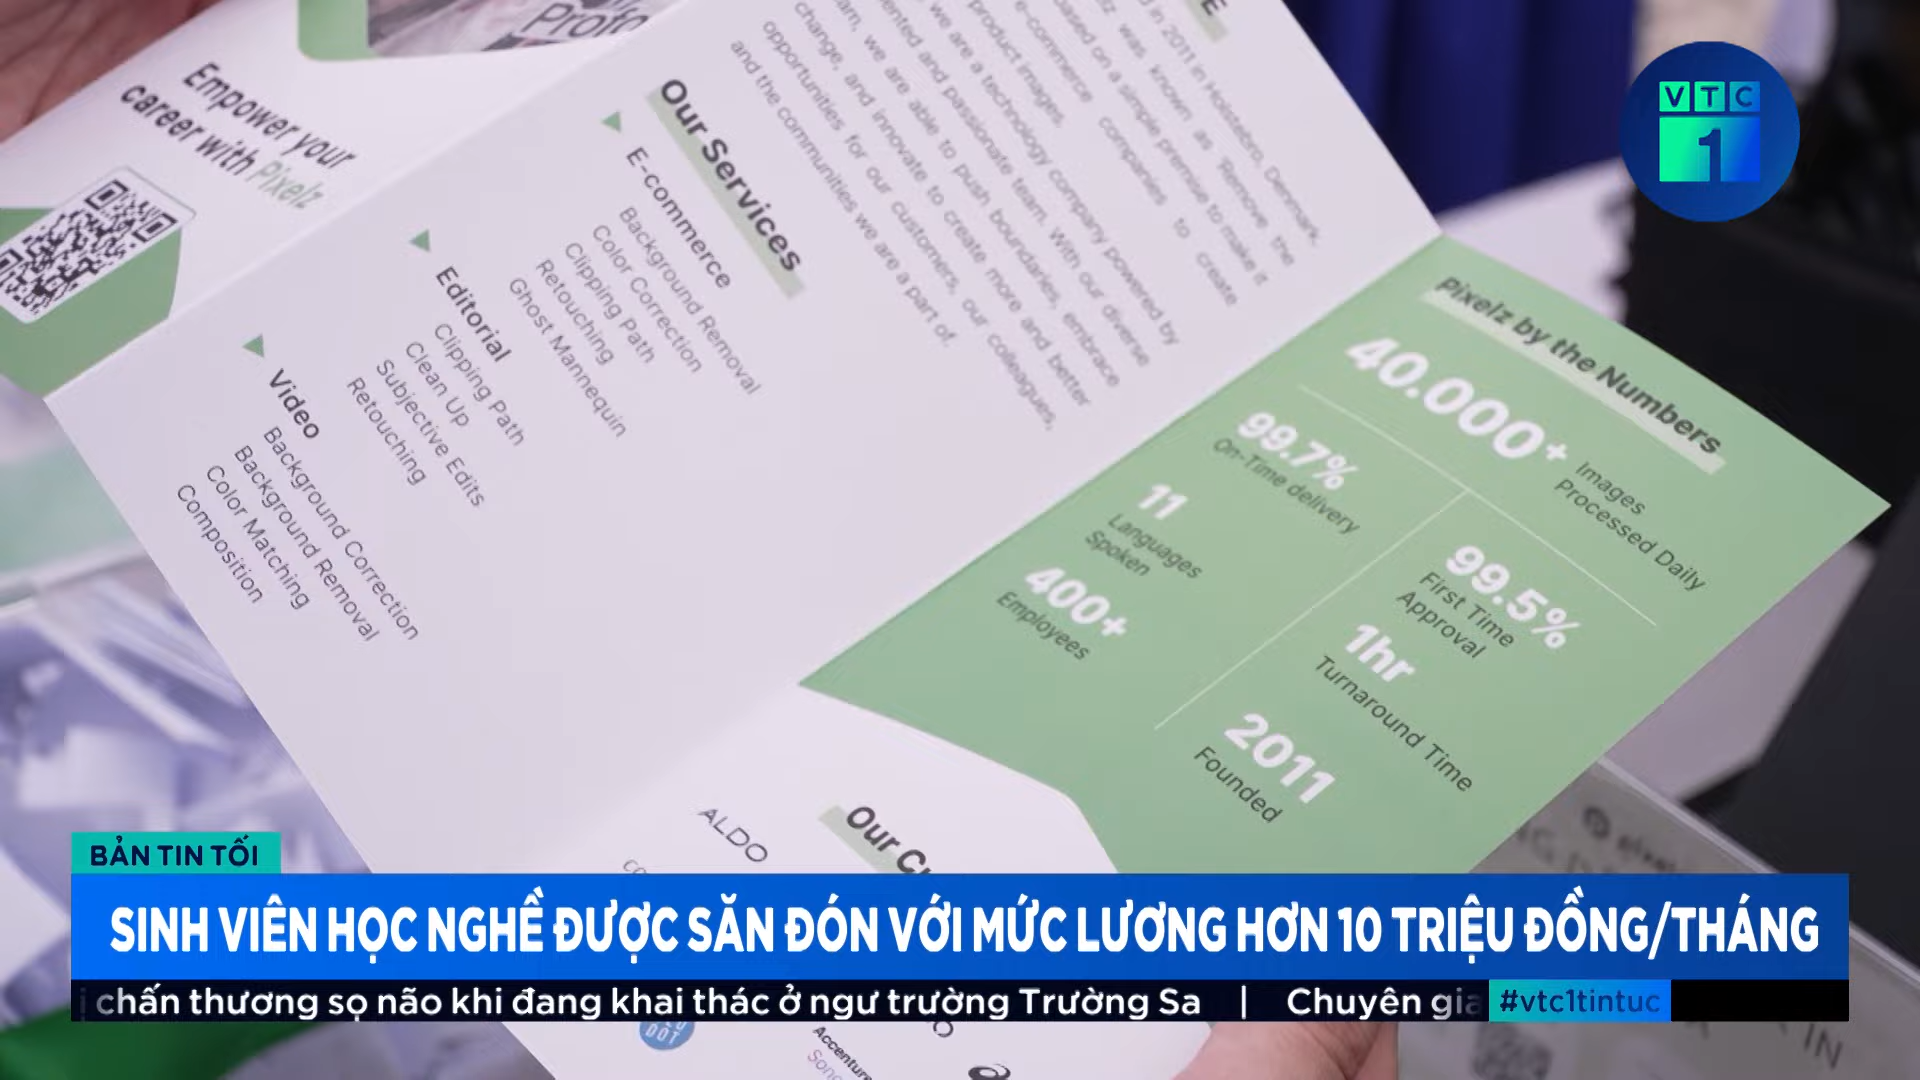 Empower your
career with Pixelz
Our Services
E-commerce
Background Removal
Color Correction
Clipping Path
Retouching
Ghost Mannequin
Editorial
Clipping Path
Clean Up
Subjective Edits
Retouching
Video
Background Correction
Background Removal
Color Matching
Composition
in 2011 in Holstebro, Denmark,
was known as 'Remove the
based on a simple premise to make it
e-commerce companies to create
product images.
we are a technology company powered by
and passionate team. With our diverse
we are able to push boundaries, embrace
change, and innovate to create more and better
opportunities for our customers, our colleagues,
and the communities we are a part of.
Pixelz by the Numbers
40.000+
Images
Processed Daily
99.7%
On-Time delivery
11
Languages
Spoken
400+
Employees
99.5%
First Time
Approval
1hr
Turnaround Time
2011
Founded
ALDO
Our
VTC
1
BẢN TIN TỐI
SINH VIÊN HỌC NGHỀ ĐƯỢC SĂN ĐÓN VỚI MỨC LƯƠNG HƠN 10 TRIỆU ĐỒNG/THÁNG
chấn thương sọ não khi đang khai thác ở ngư trường Trường Sa | Chuyên gia
#vtc1tintuc
DOT
Accenture
Song
IN